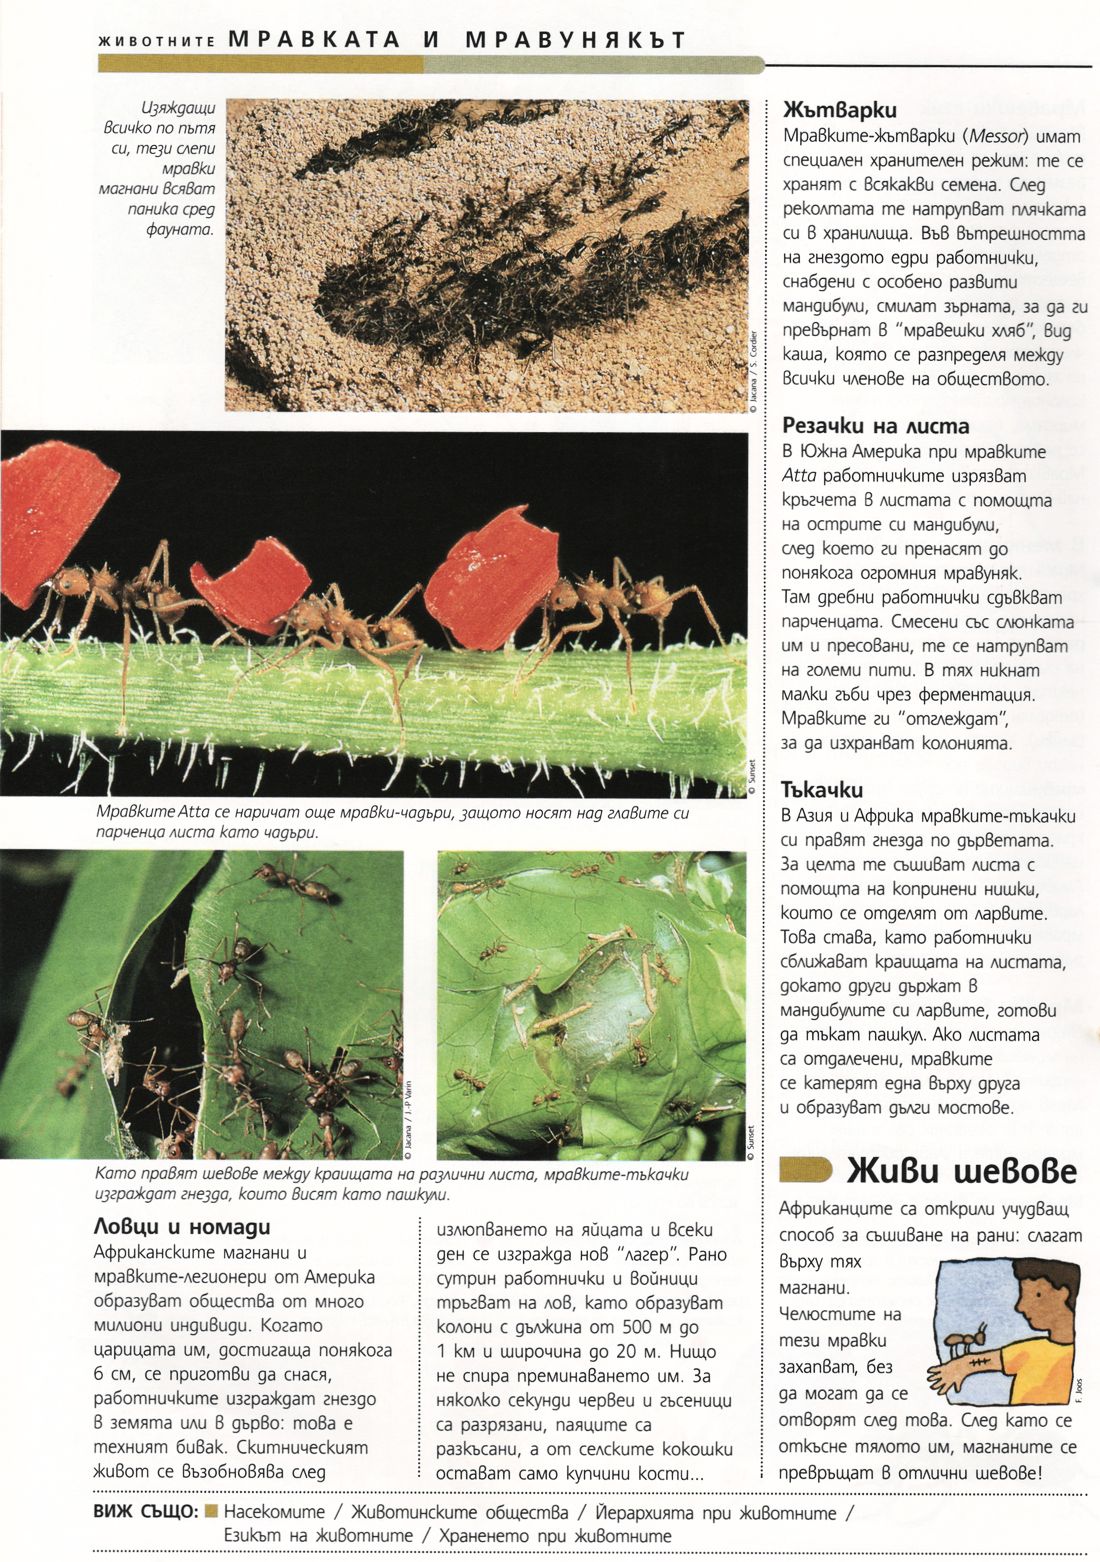 ЖИВОТНИТЕ МРАВКАТА И МРАВУНЯКЪТ
Изяждащи
всичко по пътя
си, тези слепи
мравки
магнани всяват
паника сред
фауната.
© Jacana / S. Cordier
© Sunset
Мравките Atta се наричат още мравки-чадъри, защото носят над главите си
парченца листа като чадъри.
© Jacana / J.-P Varin
© Sunset
Като правят шевове между краищата на различни листа, мравките-тъкачки
изграждат гнезда, които висят като пашкули.
Ловци и номади
Африканските магнани и
мравките-легионери от Америка
образуват общества от много
милиони индивиди. Когато
царицата им, достигаща понякога
6 см, се приготви да снася,
работничките изграждат гнездо
в земята или в дърво: това е
техният бивак. Скитническият
живот се възобновява след
излюпването на яйцата и всеки
ден се изгражда нов “лагер”. Рано
сутрин работнички и войници
тръгват на лов, като образуват
колони с дължина от 500 м до
1 км и широчина до 20 м. Нищо
не спира преминаването им. За
няколко секунди червеи и гъсеници
са разрязани, паяците са
разкъсани, а от селските кокошки
остават само купчини кости...
Жътварки
Мравките-жътварки (Messor) имат
специален хранителен режим: те се
хранят с всякакви семена. След
реколтата те натрупват плячката
си в хранилища. Във вътрешността
на гнездото едри работнички,
снабдени с особено развити
мандибули, смилат зърната, за да ги
превърнат в “мравешки хляб”, вид
каша, която се разпределя между
всички членове на обществото.
Резачки на листа
В Южна Америка при мравките
Atta работничките изрязват
кръгчета в листата с помощта
на острите си мандибули,
след което ги пренасят до
понякога огромния мравуняк.
Там дребни работнички сдъвкват
парченцата. Смесени със слюнката
им и пресовани, те се натрупват
на големи пити. В тях никнат
малки гъби чрез ферментация.
Мравките ги “отглеждат”,
за да изхранват колонията.
Тъкачки
В Азия и Африка мравките-тъкачки
си правят гнезда по дърветата.
За целта те съшиват листа с
помощта на копринени нишки,
които се отделят от ларвите.
Това става, като работнички
сближават краищата на листата,
докато други държат в
мандибулите си ларвите, готови
да тъкат пашкул. Ако листата
са отдалечени, мравките
се катерят една върху друга
и образуват дълги мостове.
Живи шевове
Африканците са открили учудващ
способ за съшиване на рани: слагат
върху тях
магнани.
Челюстите на
тези мравки
захапват, без
да могат да се
отворят след това. След като се
откъсне тялото им, магнаните се
превръщат в отлични шевове!
F. Joos
ВИЖ СЪЩО: Насекомите / Животинските общества / Йерархията при животните /
Езикът на животните / Храненето при животните